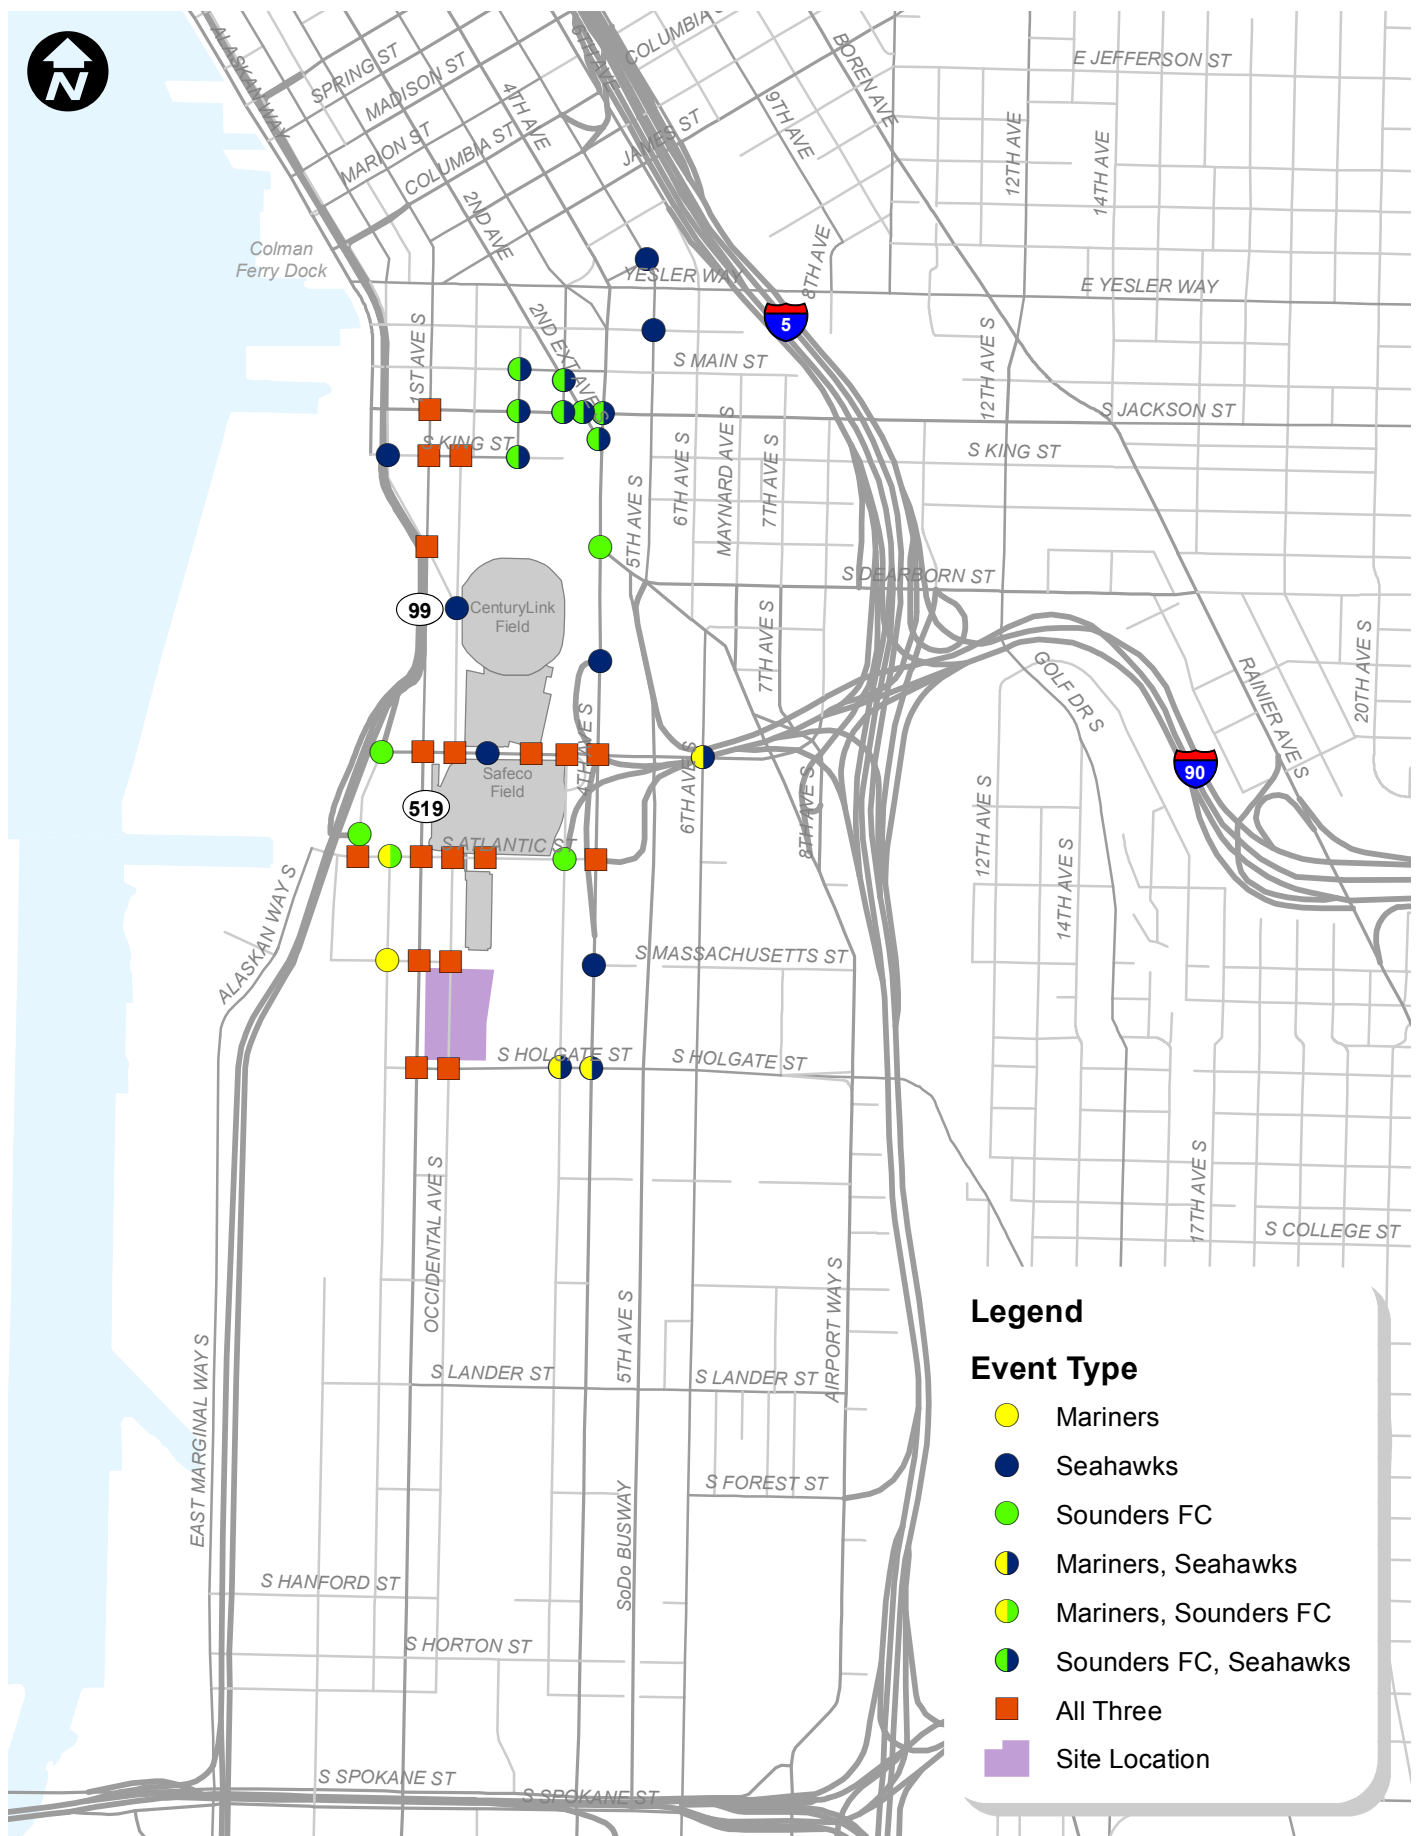 N
ALASKAN WAY
SPRING ST
MADISON ST
MARION ST
COLUMBIA ST
4TH AVE
6TH AVE
2ND AVE
JAMES ST
9TH AVE
BOREN AVE
E JEFFERSON ST
12TH AVE
14TH AVE
8TH AVE
Colman
Ferry Dock
YESLER WAY
E YESLER WAY
5
1ST AVE S
2ND EXT AVE S
S MAIN ST
12TH AVE S
S JACKSON ST
S KING ST
S KING ST
5TH AVE S
6TH AVE S
MAYNARD AVE S
7TH AVE S
S DEARBORN ST
99
CenturyLink
Field
7TH AVE S
GOLF DR S
RAINIER AVE S
20TH AVE S
4TH AVE S
6TH AVE S
8TH AVE S
90
Safeco
Field
519
S ATLANTIC ST
12TH AVE S
14TH AVE S
ALASKAN WAY S
S MASSACHUSETTS ST
S HOLGATE ST
S HOLGATE ST
OCCIDENTAL AVE S
17TH AVE S
S COLLEGE ST
5TH AVE S
AIRPORT WAY S
EAST MARGINAL WAY S
S LANDER ST
S LANDER ST
S FOREST ST
SoDo BUSWAY
S HANFORD ST
S HORTON ST
S SPOKANE ST
S SPOKANE ST
Legend
Event Type
Mariners
Seahawks
Sounders FC
Mariners, Seahawks
Mariners, Sounders FC
Sounders FC, Seahawks
All Three
Site Location